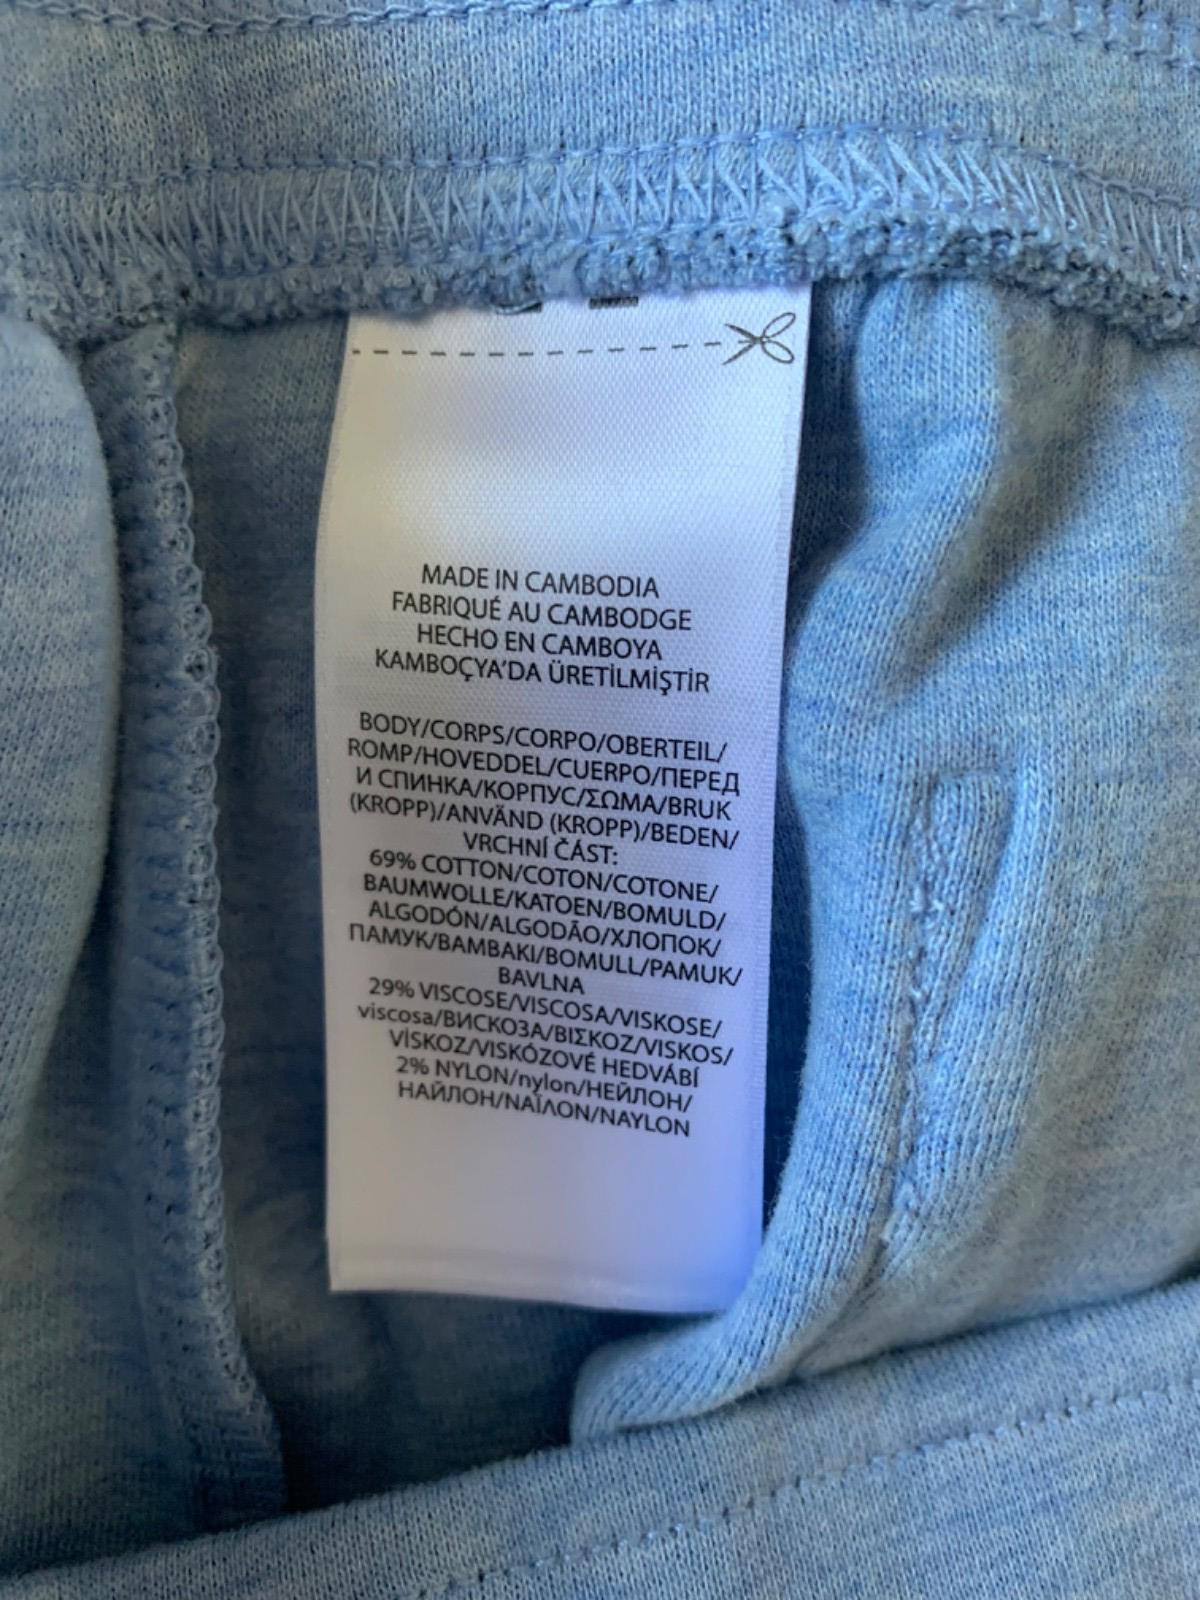 MADE IN CAMBODIA
FABRIQUÉ AU CAMBODGE
HECHO EN CAMBOYA
KAMBOÇYA'DA ÜRETİLMİŞTİR
BODY/CORPS/CORPO/OBERTEIL/
ROMP/HOVEDDEL/CUERPO/ПЕРЕД
И СПИНКА/КОРПУС/ΣΩΜΑ/BRUK
(KROPP)/ANVÄND (KROPP)/BEDEN/
VRCHNÍ ČÁST:
69% COTTON/COTON/COTONE/
BAUMWOLLE/KATOEN/BOMULD/
ALGODÓN/ALGODÃO/ХЛОПОК/
ПАМУК/ΒΑΜΒΑΚΙ/BOMULL/PAMUK/
BAVLNA
29% VISCOSE/VISCOSA/VISKOSE/
viscosa/ВИСКОЗА/ΒΙΣΚΟΖ/VISKOS/
VİSKOZ/VISKÓZOVÉ HEDVÁBÍ
2% NYLON/nylon/НЕЙЛОН/
НАЙЛОН/ΝΑΪΛΟΝ/NAYLON